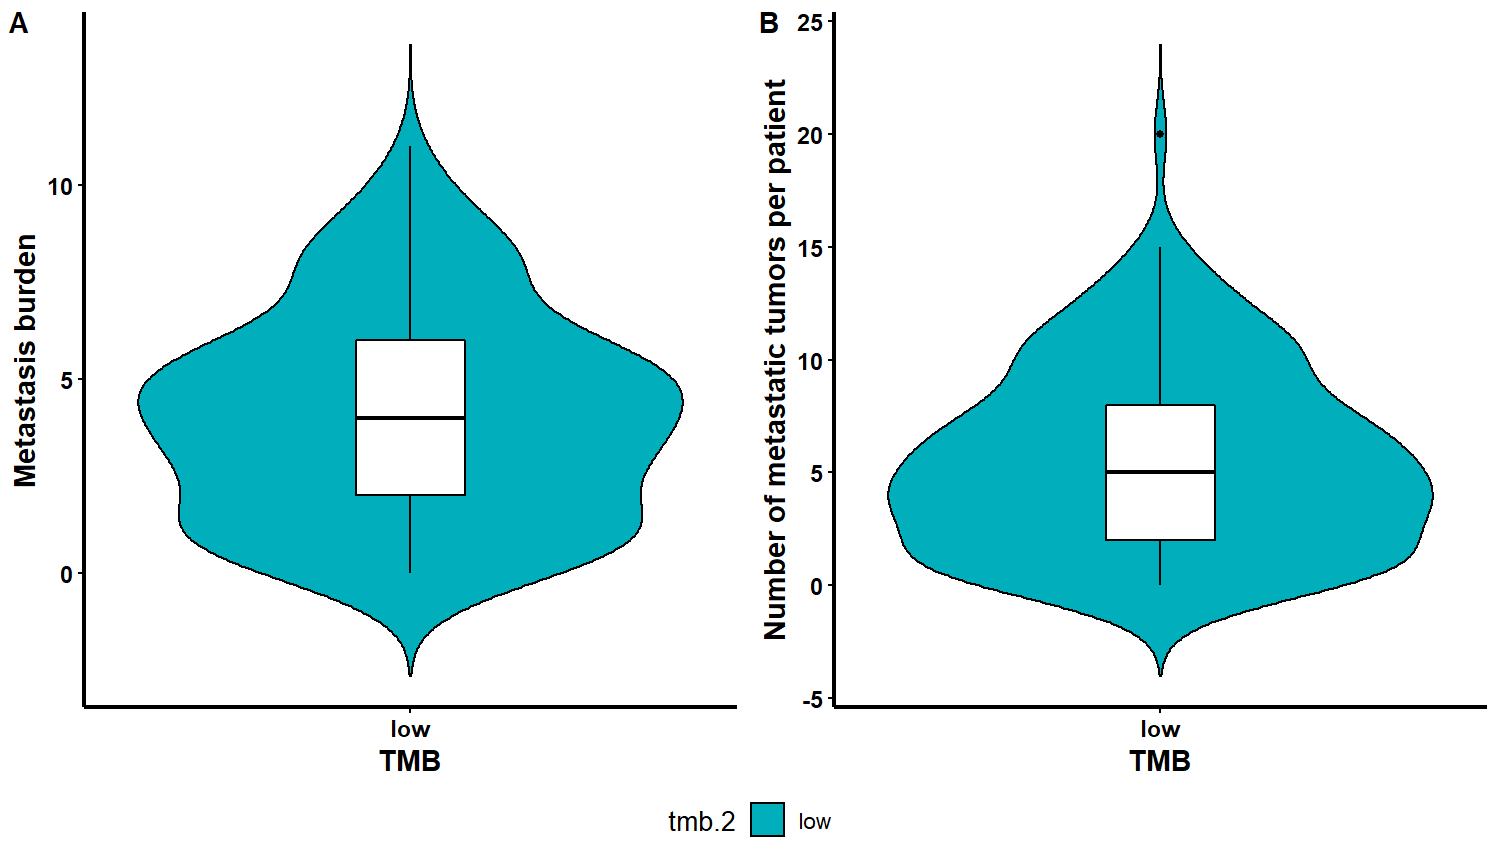 A
Metastasis burden
10
5
0
low
TMB
B
Number of metastatic tumors per patient
25
20
15
10
5
0
-5
low
TMB
tmb.2 low